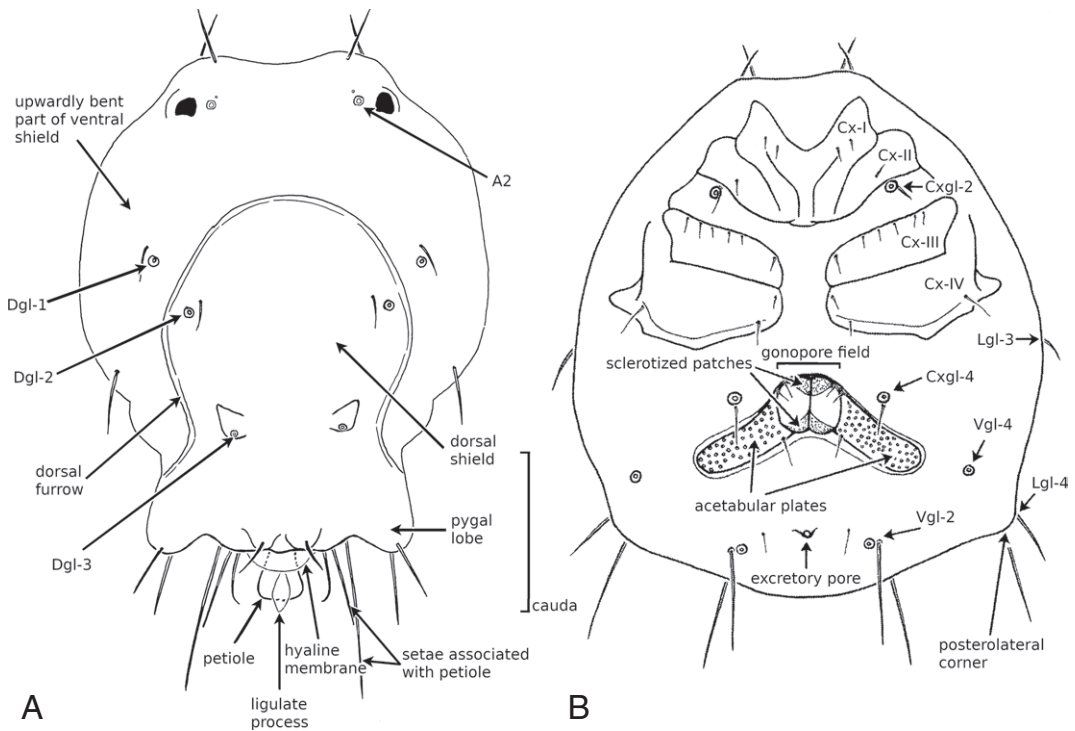 upwardly bent
part of ventral
shield
A2
Dgl-1
Dgl-2
dorsal
furrow
Dgl-3
dorsal
shield
pygal
lobe
cauda
petiole
hyaline
membrane
setae associated
with petiole
ligulate
process
A
Cx-I
Cx-II
Cxgl-2
Cx-III
Cx-IV
Lgl-3
gonopore field
sclerotized patches
Cxgl-4
Vgl-4
Lgl-4
acetabular plates
Vgl-2
excretory pore
posterolateral
corner
B